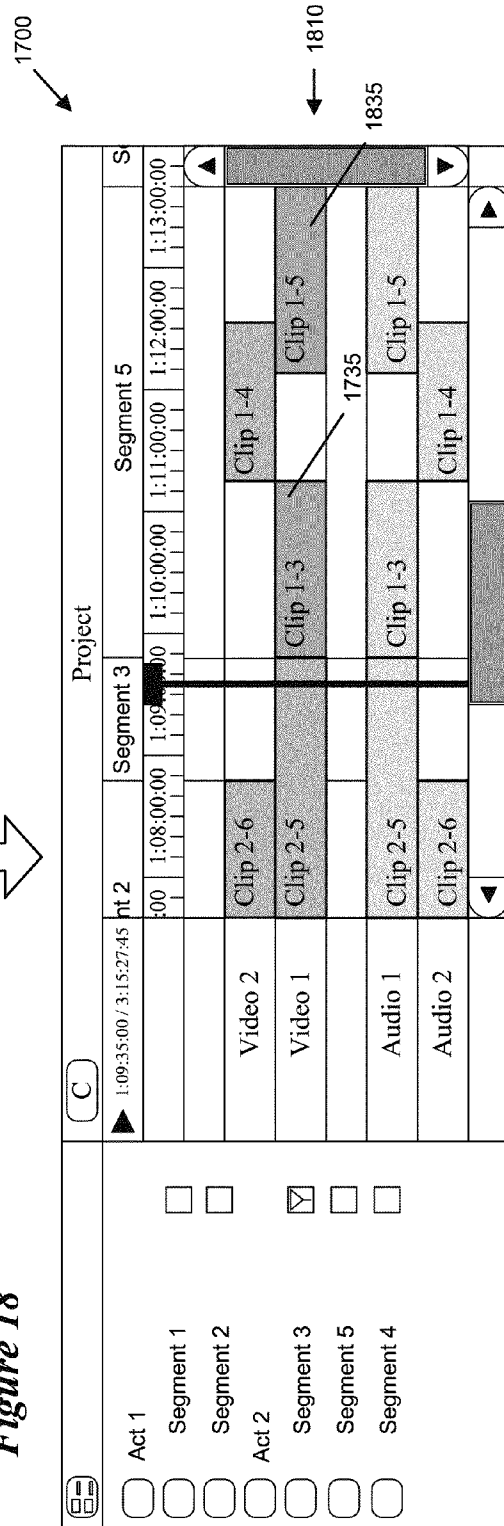 Figure 18
1700
C Project
1:09:35:00 / 3:15:27:45 nt 2 Segment 3 Segment 5 Se
:00 1:08:00:00 1:09 :00 1:10:00:00 1:11:00:00 1:12:00:00 1:13:00:00
Act 1
Segment 1
Segment 2
Act 2
Segment 3 Y
Segment 5
Segment 4
Video 2 Clip 2-6 Clip 1-4
Video 1 Clip 2-5 Clip 1-3 Clip 1-5
Audio 1 Clip 2-5 Clip 1-3 Clip 1-5
Audio 2 Clip 2-6 Clip 1-4
1810
1735
1835